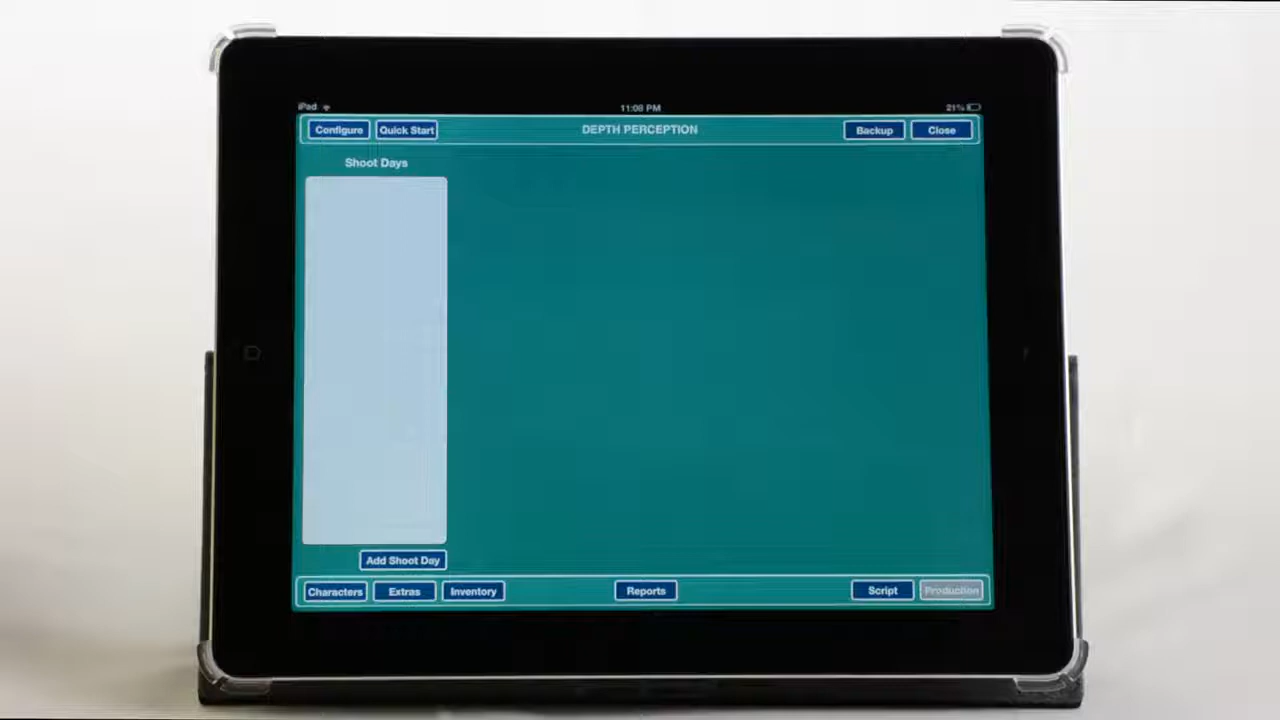 iPad 11:08 PM 21%
Configure Quick Start DEPTH PERCEPTION Backup Close
Shoot Days
Add Shoot Day
Characters Extras Inventory Reports Script Production